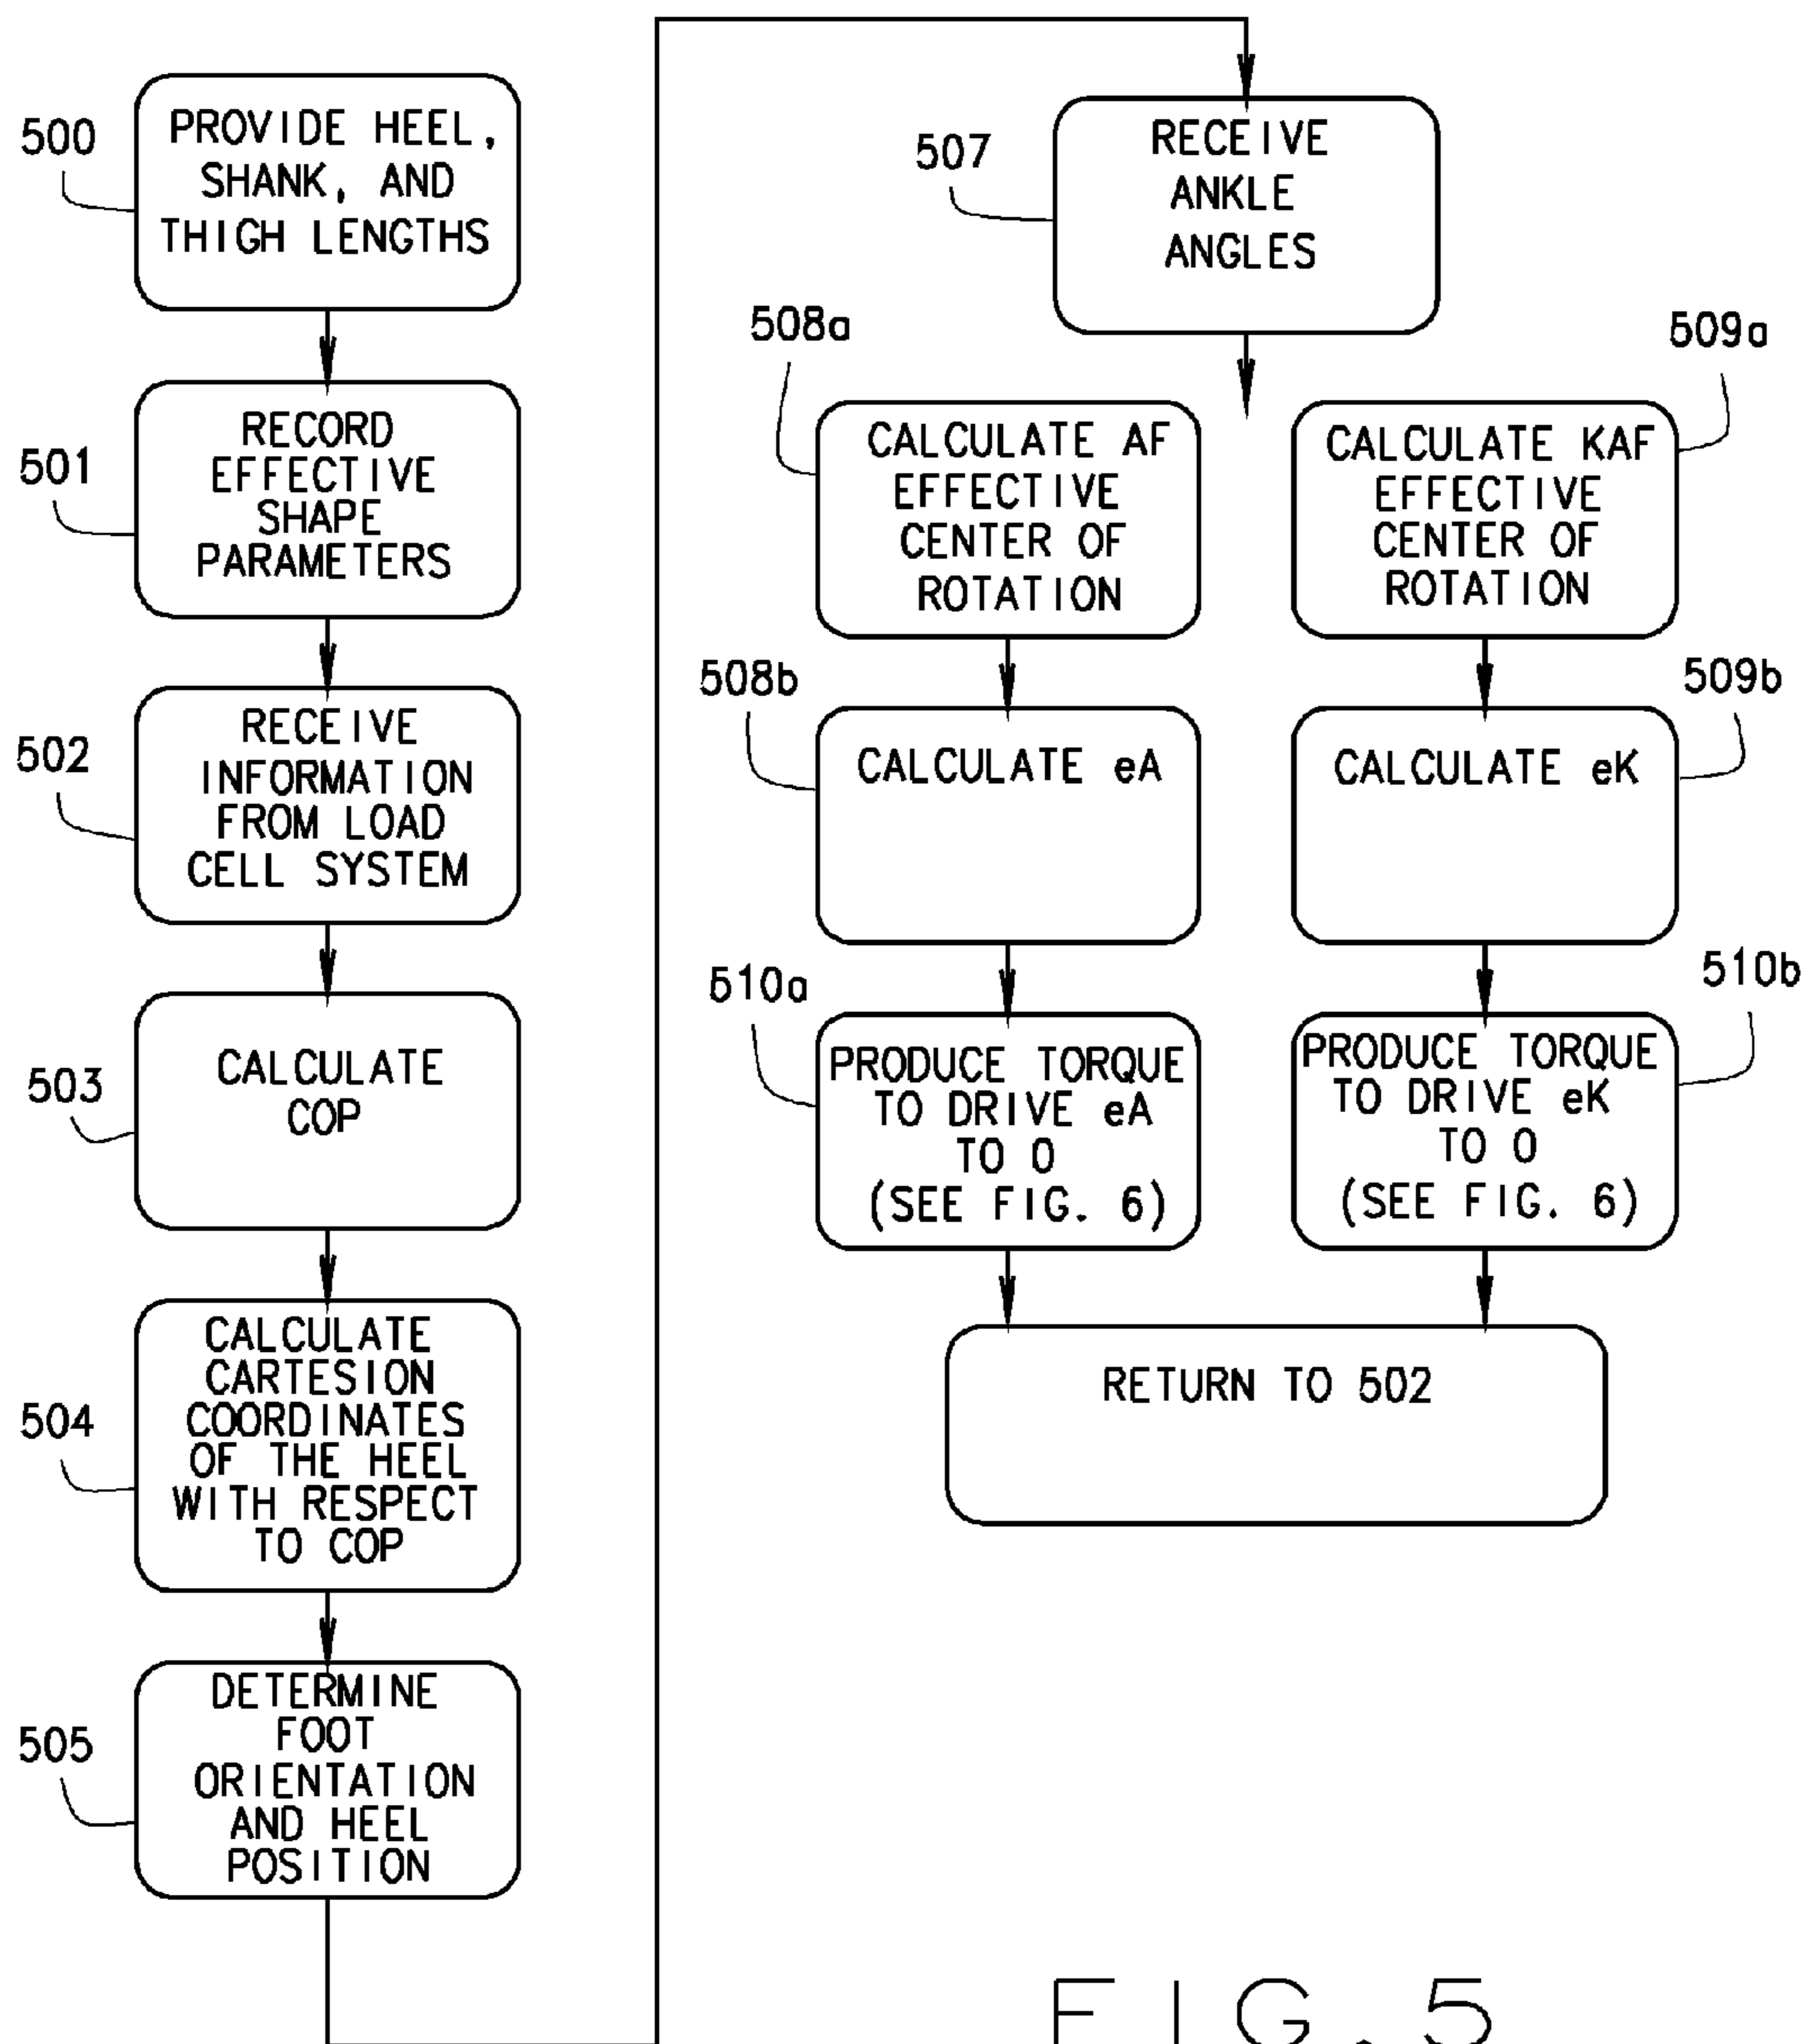 500
PROVIDE HEEL,
SHANK, AND
THIGH LENGTHS
501
RECORD
EFFECTIVE
SHAPE
PARAMETERS
502
RECEIVE
INFORMATION
FROM LOAD
CELL SYSTEM
503
CALCULATE
COP
504
CALCULATE
CARTESION
COORDINATES
OF THE HEEL
WITH RESPECT
TO COP
505
DETERMINE
FOOT
ORIENTATION
AND HEEL
POSITION
507
RECEIVE
ANKLE
ANGLES
508a
CALCULATE AF
EFFECTIVE
CENTER OF
ROTATION
509a
CALCULATE KAF
EFFECTIVE
CENTER OF
ROTATION
508b
CALCULATE eA
509b
CALCULATE eK
510a
PRODUCE TORQUE
TO DRIVE eA
TO 0
(SEE FIG. 6)
510b
PRODUCE TORQUE
TO DRIVE eK
TO 0
(SEE FIG. 6)
RETURN TO 502
FIG. 5